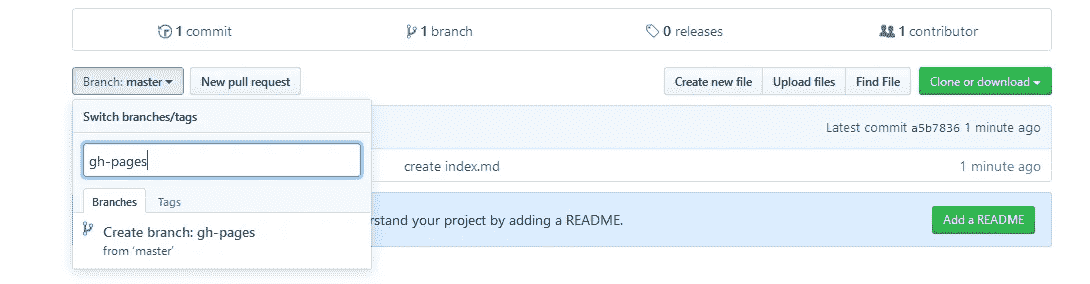 1 commit 1 branch 0 releases 1 contributor
Branch: master New pull request Create new file Upload files Find File Clone or download
Switch branches/tags
Latest commit a5b7836 1 minute ago
gh-pages
create index.md 1 minute ago
Branches Tags
rstand your project by adding a README. Add a README
Create branch: gh-pages
from 'master'